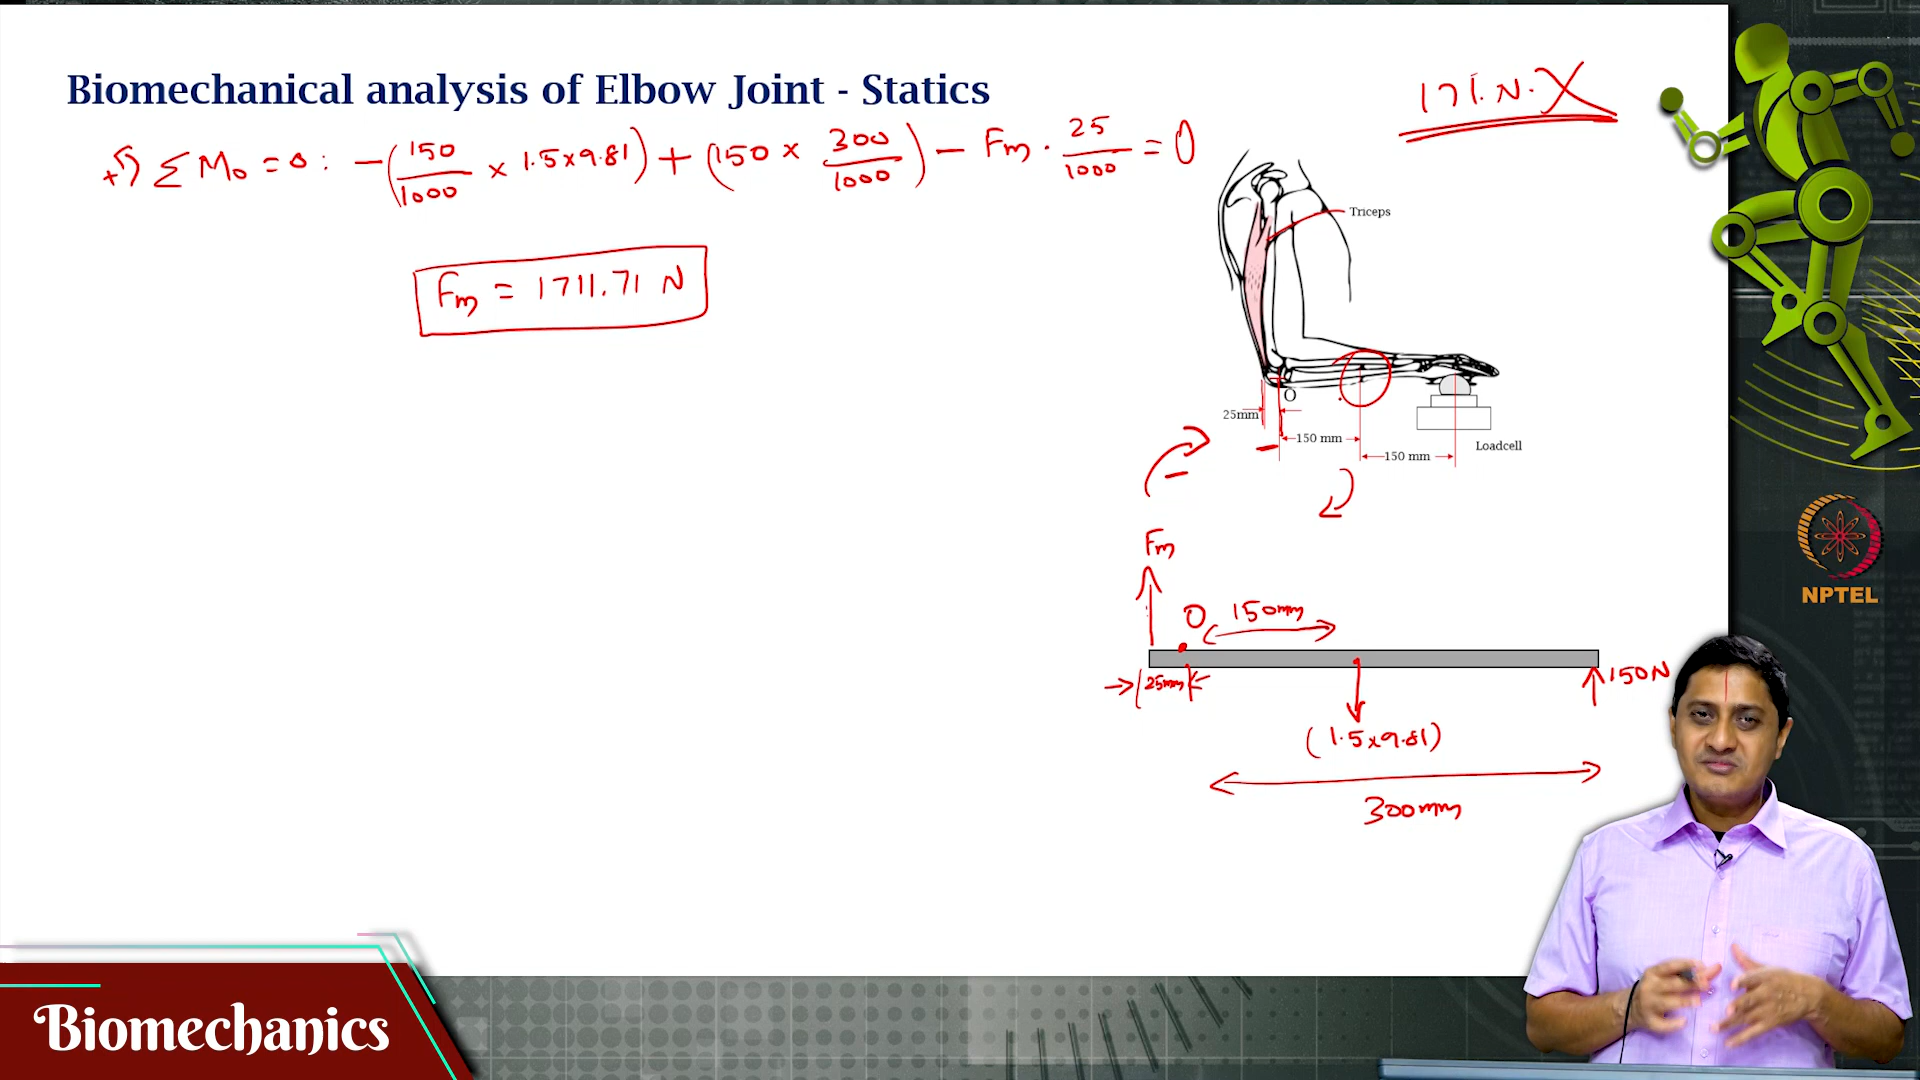 Biomechanical analysis of Elbow Joint - Statics
171.N. X
+↶) ∑ M₀ = 0 : - (150/1000 × 1.5×9.81) + (150 × 300/1000) - Fm · 25/1000 = 0
Fm = 1711.71 N
Triceps
O
25mm
150 mm
150 mm
Loadcell
-
-
Fm
O
150mm
25mm
150N
(1.5×9.81)
300mm
NPTEL
Biomechanics